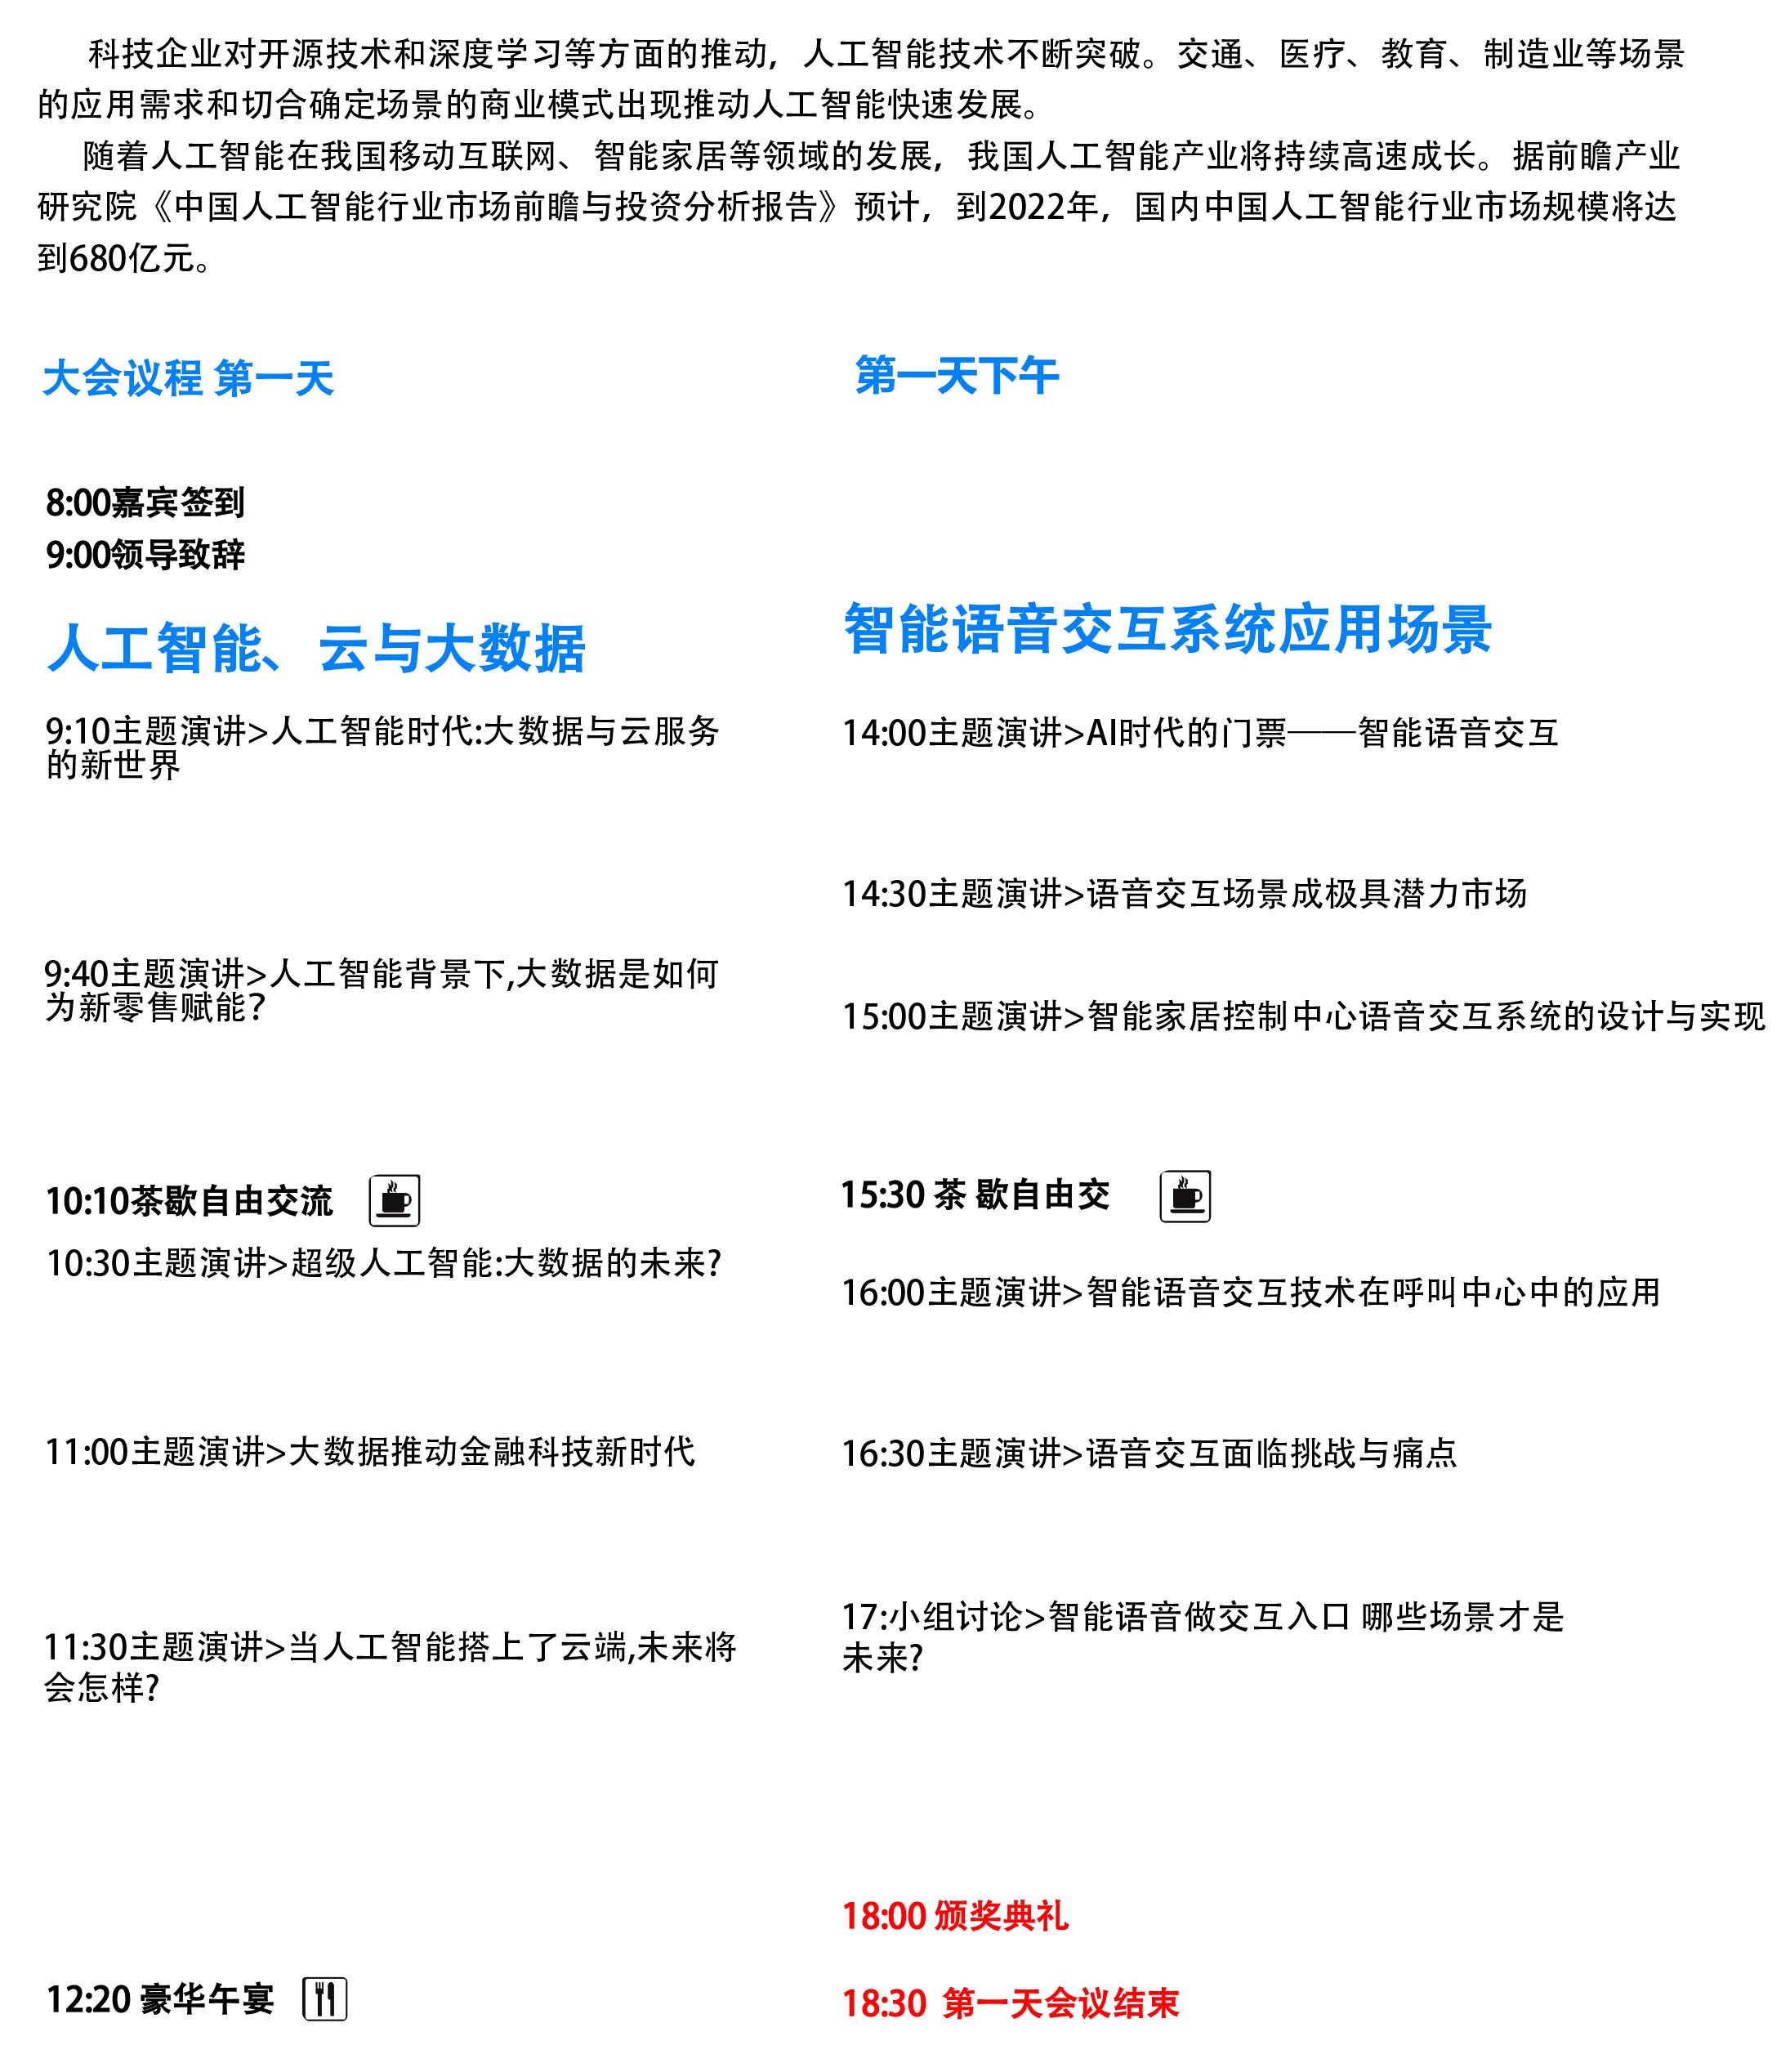 科技企业对开源技术和深度学习等方面的推动，人工智能技术不断突破。交通、医疗、教育、制造业等场景
的应用需求和切合确定场景的商业模式出现推动人工智能快速发展。
随着人工智能在我国移动互联网、智能家居等领域的发展，我国人工智能产业将持续高速成长。据前瞻产业
研究院《中国人工智能行业市场前瞻与投资分析报告》预计，到2022年，国内中国人工智能行业市场规模将达
到680亿元。
大会议程 第一天
8:00嘉宾签到
9:00领导致辞
人工智能、云与大数据
9:10主题演讲>人工智能时代:大数据与云服务
的新世界
9:40主题演讲>人工智能背景下,大数据是如何
为新零售赋能?
10:10茶歇自由交流
10:30主题演讲>超级人工智能:大数据的未来?
11:00主题演讲>大数据推动金融科技新时代
11:30主题演讲>当人工智能搭上了云端,未来将
会怎样?
12:20 豪华午宴
第一天下午
智能语音交互系统应用场景
14:00主题演讲>AI时代的门票——智能语音交互
14:30主题演讲>语音交互场景成极具潜力市场
15:00主题演讲>智能家居控制中心语音交互系统的设计与实现
15:30 茶 歇自由交
16:00主题演讲>智能语音交互技术在呼叫中心中的应用
16:30主题演讲>语音交互面临挑战与痛点
17:小组讨论>智能语音做交互入口 哪些场景才是
未来?
18:00 颁奖典礼
18:30 第一天会议结束